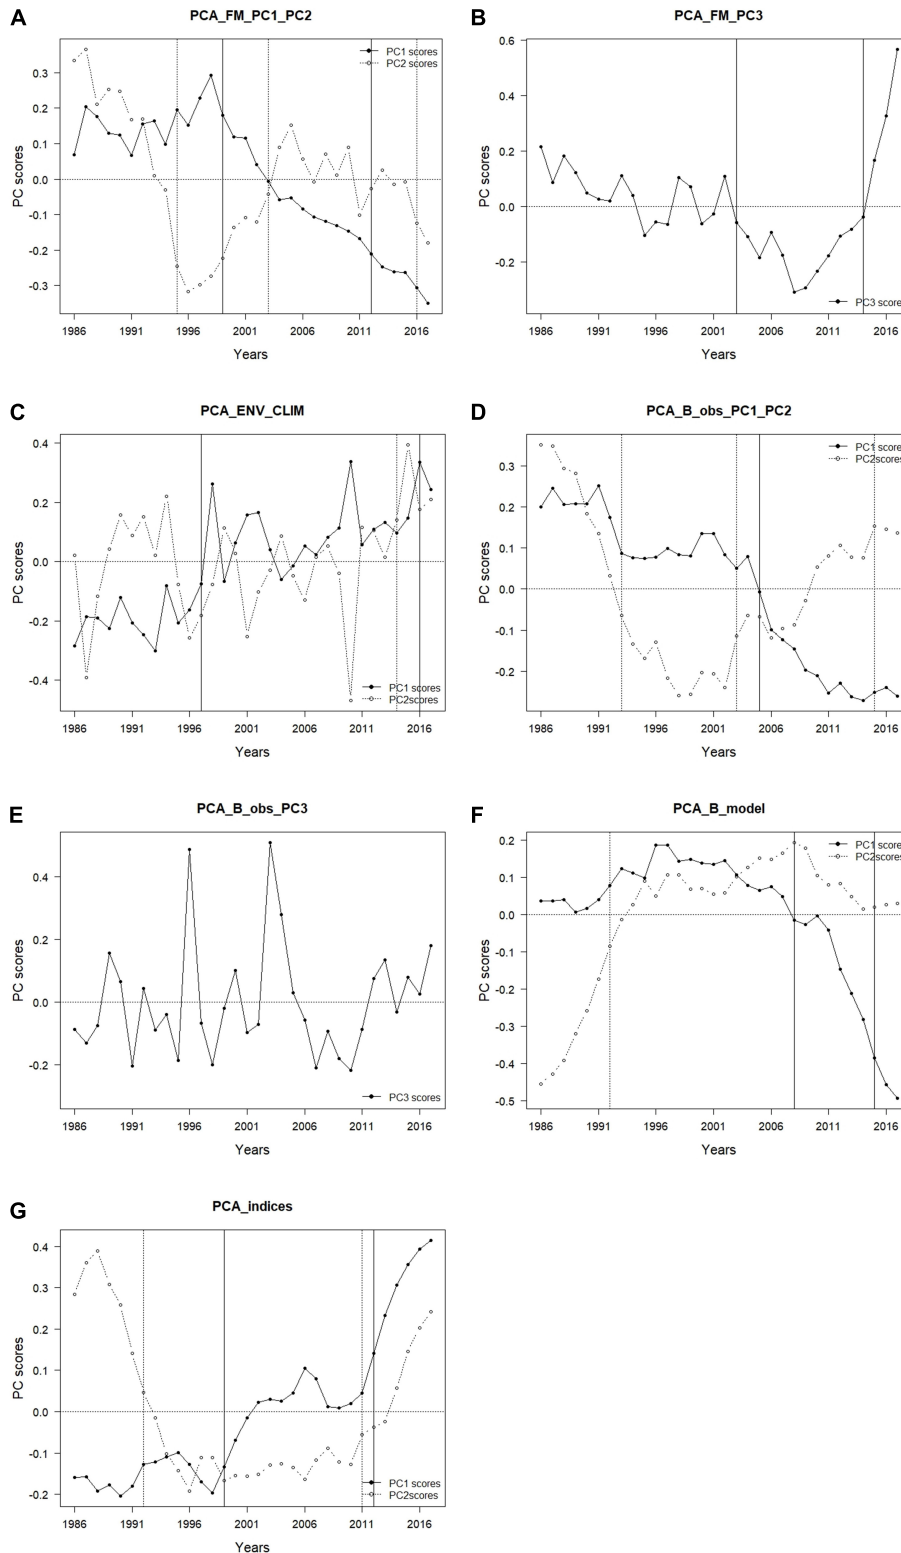 A
PCA_FM_PC1_PC2
PC1 scores
PC2 scores
0.3
0.2
0.1
0.0
-0.1
-0.2
-0.3
PC scores
1986 1991 1996 2001 2006 2011 2016
Years
B
PCA_FM_PC3
0.6
0.4
0.2
0.0
-0.2
PC scores
PC3 score
1986 1991 1996 2001 2006 2011 2016
Years
C
PCA_ENV_CLIM
0.4
0.2
0.0
-0.2
-0.4
PC scores
PC1 scores
PC2scores
1986 1991 1996 2001 2006 2011 2016
Years
D
PCA_B_obs_PC1_PC2
PC1 score
PC2scores
0.3
0.2
0.1
0.0
-0.1
-0.2
PC scores
1986 1991 1996 2001 2006 2011 2016
Years
E
PCA_B_obs_PC3
0.4
0.2
0.0
-0.2
PC scores
PC3 scores
1986 1991 1996 2001 2006 2011 2016
Years
F
PCA_B_model
PC1 score
PC2scores
0.2
0.1
0.0
-0.1
-0.2
-0.3
-0.4
-0.5
PC scores
1986 1991 1996 2001 2006 2011 2016
Years
G
PCA_indices
0.4
0.3
0.2
0.1
0.0
-0.1
-0.2
PC scores
PC1 scores
PC2scores
1986 1991 1996 2001 2006 2011 2016
Years